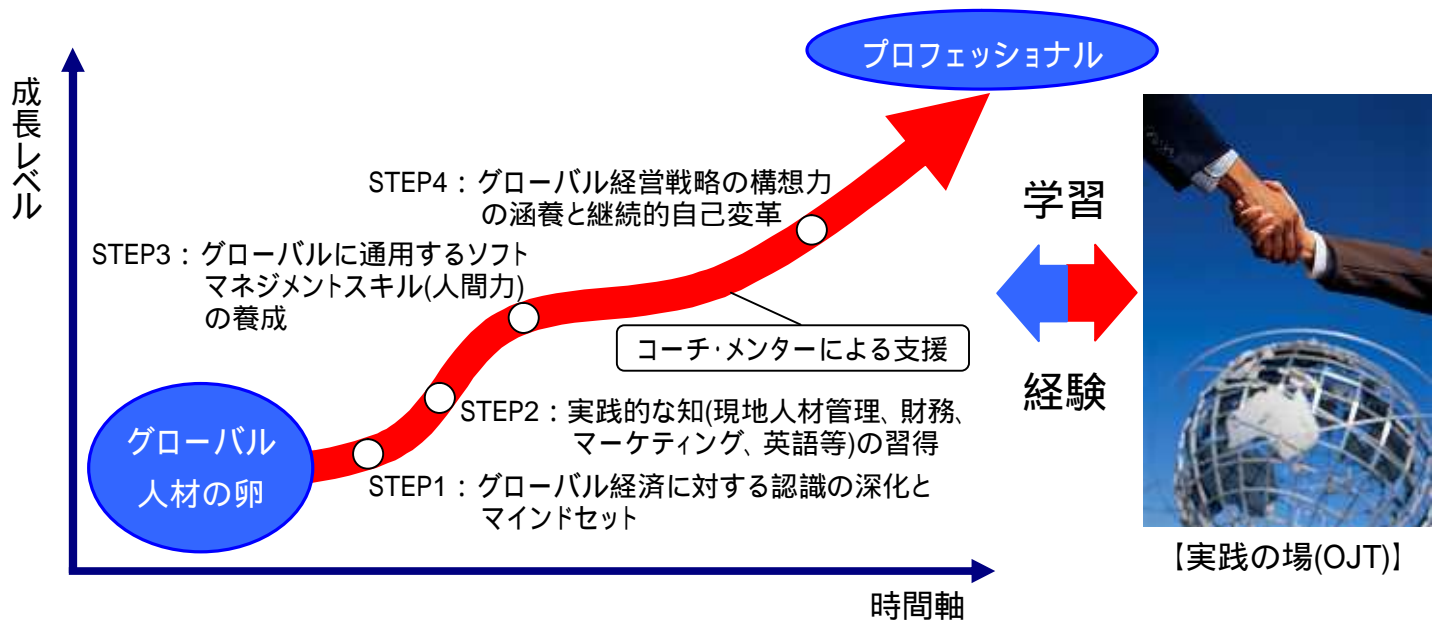 プロフェッショナル
成長レベル
STEP4：グローバル経営戦略の構想力
の涵養と継続的自己変革
STEP3：グローバルに通用するソフト
マネジメントスキル(人間力)
の養成
コーチ・メンターによる支援
STEP2：実践的な知(現地人材管理、財務、
マーケティング、英語等)の習得
グローバル
人材の卵
STEP1：グローバル経済に対する認識の深化と
マインドセット
時間軸
学習
経験
【実践の場(OJT)】